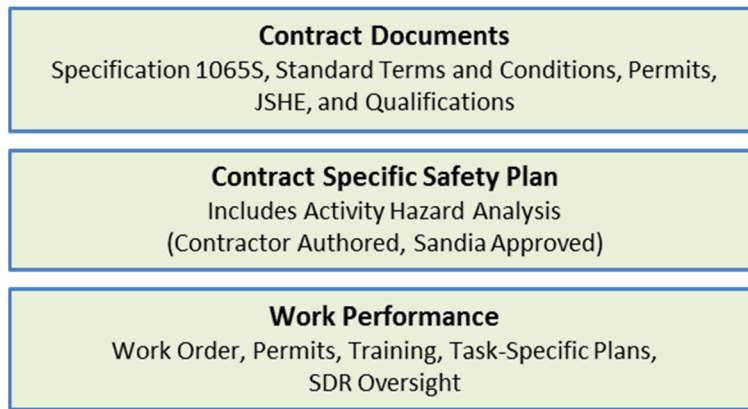 Contract Documents
Specification 1065S, Standard Terms and Conditions, Permits,
JSHE, and Qualifications
Contract Specific Safety Plan
Includes Activity Hazard Analysis
(Contractor Authored, Sandia Approved)
Work Performance
Work Order, Permits, Training, Task-Specific Plans,
SDR Oversight